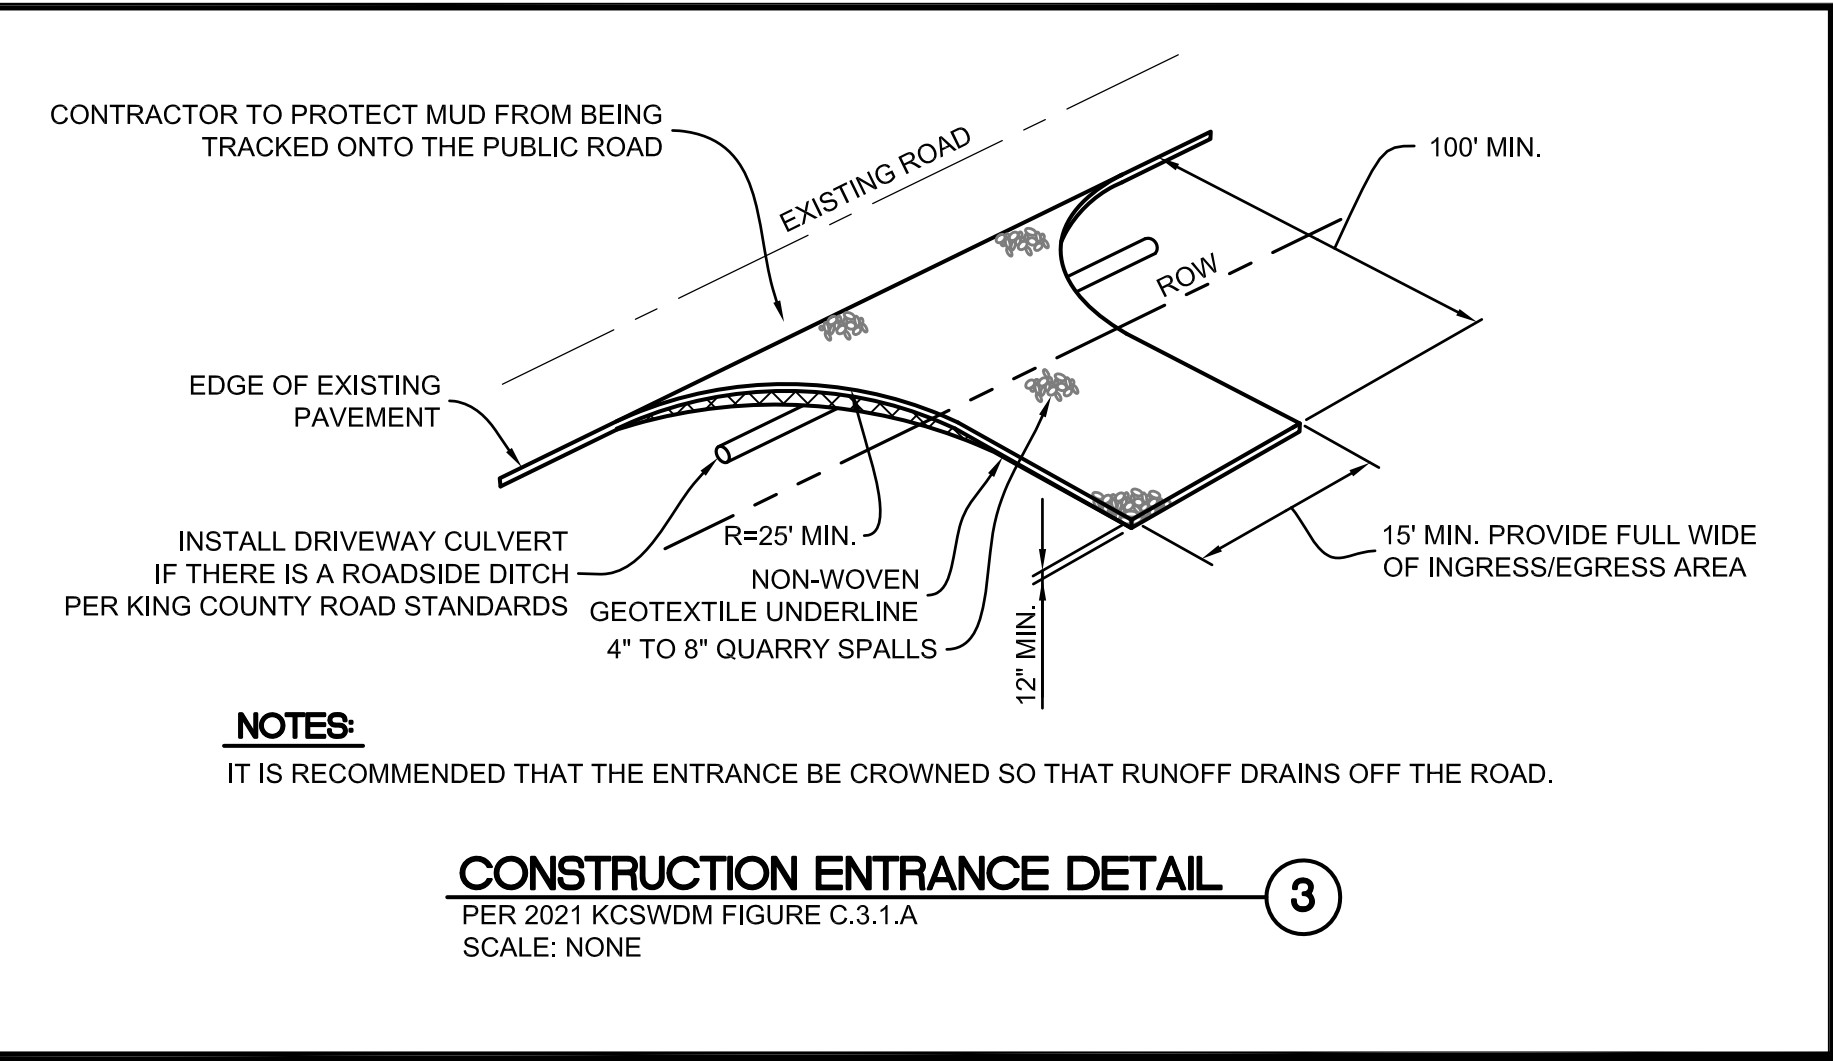 CONTRACTOR TO PROTECT MUD FROM BEING
TRACKED ONTO THE PUBLIC ROAD
EXISTING ROAD
100' MIN.
ROW
EDGE OF EXISTING
PAVEMENT
INSTALL DRIVEWAY CULVERT
IF THERE IS A ROADSIDE DITCH
PER KING COUNTY ROAD STANDARDS
R=25' MIN.
NON-WOVEN
GEOTEXTILE UNDERLINE
4" TO 8" QUARRY SPALLS
12" MIN.
15' MIN. PROVIDE FULL WIDE
OF INGRESS/EGRESS AREA
NOTES:
IT IS RECOMMENDED THAT THE ENTRANCE BE CROWNED SO THAT RUNOFF DRAINS OFF THE ROAD.
CONSTRUCTION ENTRANCE DETAIL
3
PER 2021 KCSWDM FIGURE C.3.1.A
SCALE: NONE